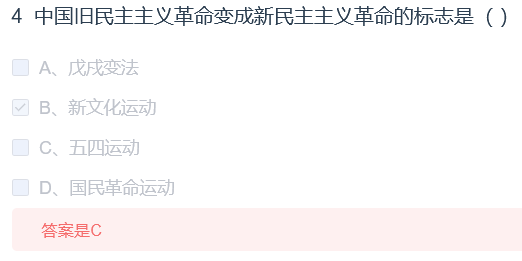 4 中国旧民主主义革命变成新民主主义革命的标志是 ( )
A、戊戌变法
B、新文化运动
C、五四运动
D、国民革命运动
答案是C